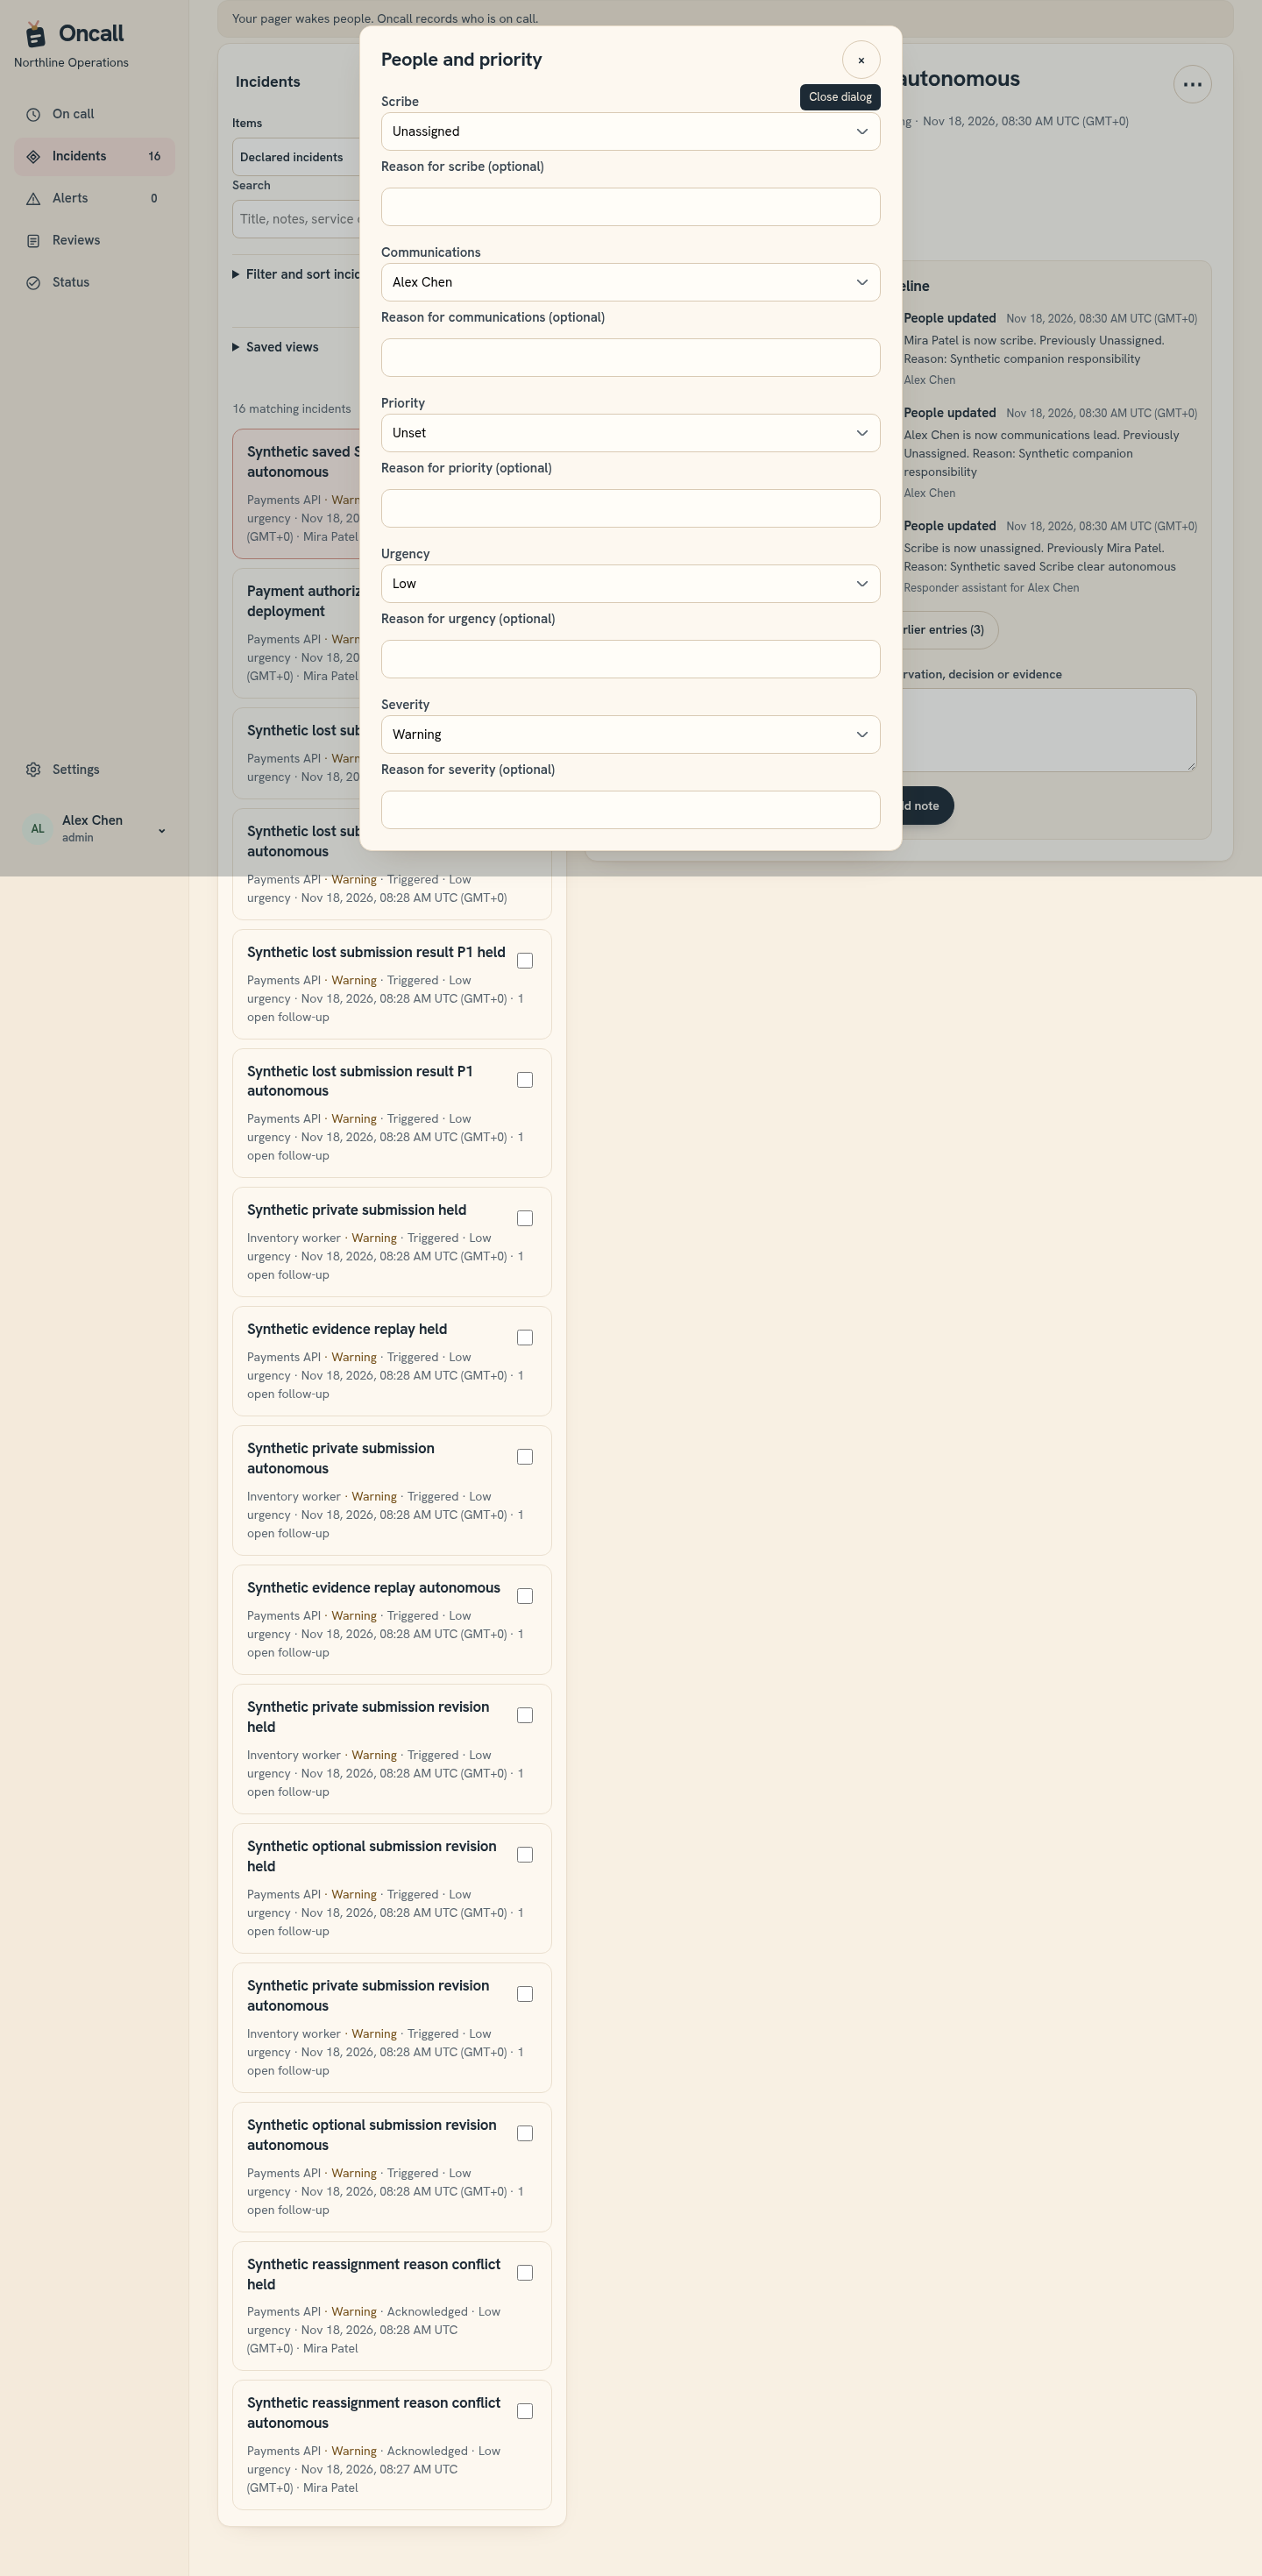 Oncall
Northline Operations
On call
Incidents 16
Alerts 0
Reviews
Status
Settings
AL
Alex Chen
admin
Your pager wakes people. Oncall records who is on call.
Incidents
Items
Declared incidents
Search
Title, notes, service
Filter and sort
Saved views
16 matching incidents
Synthetic saved
autonomous
Payments API ·
urgency · Nov 18,
(GMT+0) · Mira Patel
Payment
deployment
Payments API ·
urgency · Nov 18,
(GMT+0) · Mira Patel
Synthetic lost
Payments API ·
urgency · Nov 18,
Synthetic lost
autonomous
Payments API · Warning · Triggered · Low
urgency · Nov 18, 2026, 08:28 AM UTC (GMT+0)
Synthetic lost submission result P1 held
Payments API · Warning · Triggered · Low
urgency · Nov 18, 2026, 08:28 AM UTC (GMT+0) · 1
open follow-up
Synthetic lost submission result P1
autonomous
Payments API · Warning · Triggered · Low
urgency · Nov 18, 2026, 08:28 AM UTC (GMT+0) · 1
open follow-up
Synthetic private submission held
Inventory worker · Warning · Triggered · Low
urgency · Nov 18, 2026, 08:28 AM UTC (GMT+0) · 1
open follow-up
Synthetic evidence replay held
Payments API · Warning · Triggered · Low
urgency · Nov 18, 2026, 08:28 AM UTC (GMT+0) · 1
open follow-up
Synthetic private submission
autonomous
Inventory worker · Warning · Triggered · Low
urgency · Nov 18, 2026, 08:28 AM UTC (GMT+0) · 1
open follow-up
Synthetic evidence replay autonomous
Payments API · Warning · Triggered · Low
urgency · Nov 18, 2026, 08:28 AM UTC (GMT+0) · 1
open follow-up
Synthetic private submission revision
held
Inventory worker · Warning · Triggered · Low
urgency · Nov 18, 2026, 08:28 AM UTC (GMT+0) · 1
open follow-up
Synthetic optional submission revision
held
Payments API · Warning · Triggered · Low
urgency · Nov 18, 2026, 08:28 AM UTC (GMT+0) · 1
open follow-up
Synthetic private submission revision
autonomous
Inventory worker · Warning · Triggered · Low
urgency · Nov 18, 2026, 08:28 AM UTC (GMT+0) · 1
open follow-up
Synthetic optional submission revision
autonomous
Payments API · Warning · Triggered · Low
urgency · Nov 18, 2026, 08:28 AM UTC (GMT+0) · 1
open follow-up
Synthetic reassignment reason conflict
held
Payments API · Warning · Acknowledged · Low
urgency · Nov 18, 2026, 08:28 AM UTC
(GMT+0) · Mira Patel
Synthetic reassignment reason conflict
autonomous
Payments API · Warning · Acknowledged · Low
urgency · Nov 18, 2026, 08:27 AM UTC
(GMT+0) · Mira Patel
People and priority
×
Close dialog
Scribe
Unassigned
Reason for scribe (optional)
Communications
Alex Chen
Reason for communications (optional)
Priority
Unset
Reason for priority (optional)
Urgency
Low
Reason for urgency (optional)
Severity
Warning
Reason for severity (optional)
autonomous
· Nov 18, 2026, 08:30 AM UTC (GMT+0)
People updated Nov 18, 2026, 08:30 AM UTC (GMT+0)
Mira Patel is now scribe. Previously Unassigned.
Reason: Synthetic companion responsibility
Alex Chen
People updated Nov 18, 2026, 08:30 AM UTC (GMT+0)
Alex Chen is now communications lead. Previously
Unassigned. Reason: Synthetic companion
responsibility
Alex Chen
People updated Nov 18, 2026, 08:30 AM UTC (GMT+0)
Scribe is now unassigned. Previously Mira Patel.
Reason: Synthetic saved Scribe clear autonomous
Responder assistant for Alex Chen
entries (3)
decision or evidence
note